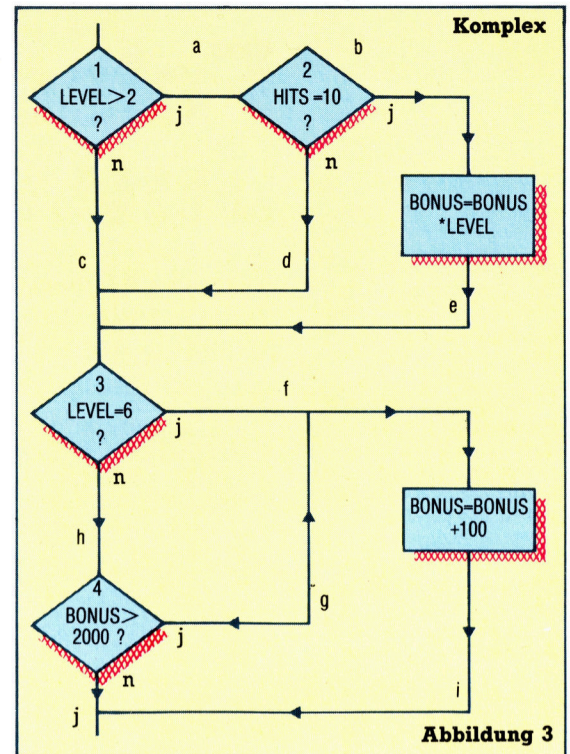 Komplex
a
b
1
LEVEL>2
?
j
n
2
HITS =10
?
j
n
BONUS=BONUS
*LEVEL
c
d
e
3
LEVEL=6
?
j
n
f
BONUS=BONUS
+100
h
g
4
BONUS>
2000 ?
j
n
i
j
Abbildung 3